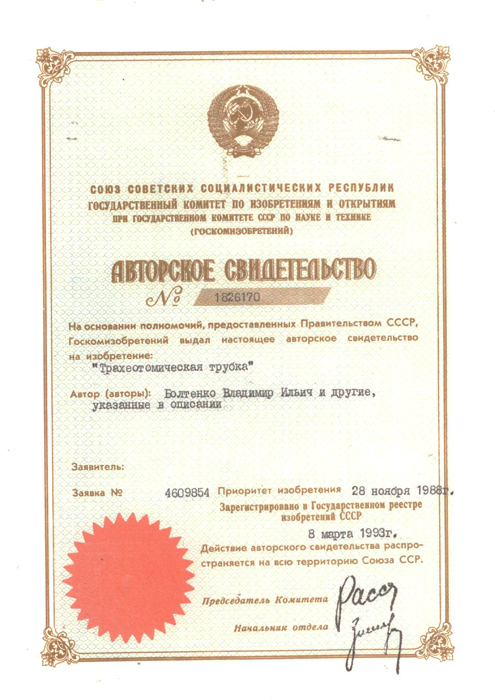 СОЮЗ СОВЕТСКИХ СОЦИАЛИСТИЧЕСКИХ РЕСПУБЛИК
ГОСУДАРСТВЕННЫЙ КОМИТЕТ ПО ИЗОБРЕТЕНИЯМ И ОТКРЫТИЯМ
ПРИ ГОСУДАРСТВЕННОМ КОМИТЕТЕ СССР ПО НАУКЕ И ТЕХНИКЕ
(ГОСКОМИЗОБРЕТЕНИЙ)
АВТОРСКОЕ СВИДЕТЕЛЬСТВО
№ 1826170
На основании полномочий, предоставленных Правительством СССР,
Госкомизобретений выдал настоящее авторское свидетельство
на изобретение:
"Трахеотомическая трубка"
Автор (авторы): Болтенко Владимир Ильич и другие,
указанные в описании
Заявитель:
Заявка № 4609854 Приоритет изобретения 28 ноября 1988г.
Зарегистрировано в Государственном реестре
изобретений СССР
8 марта 1993г.
Действие авторского свидетельства распро-
страняется на всю территорию Союза ССР.
Председатель Комитета
Начальник отдела